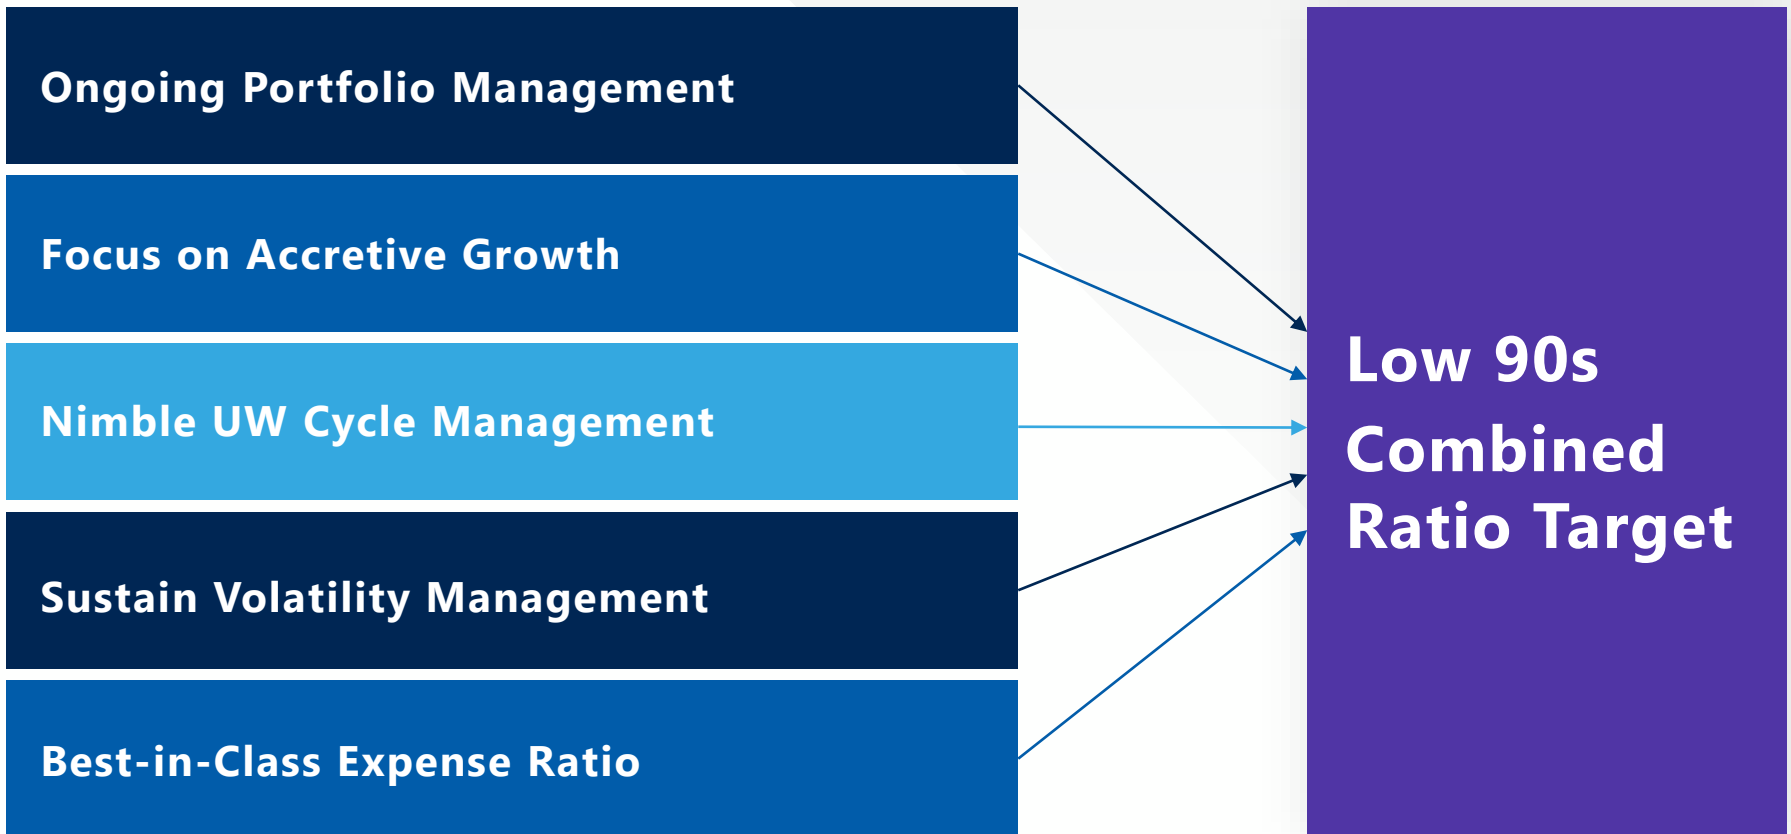 Ongoing Portfolio Management
Focus on Accretive Growth
Nimble UW Cycle Management
Sustain Volatility Management
Best-in-Class Expense Ratio
Low 90s
Combined
Ratio Target